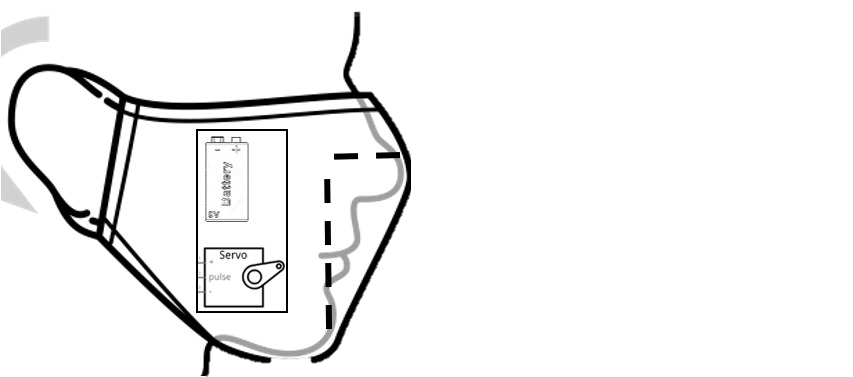 - +
Battery
9V
Servo
+
pulse
-